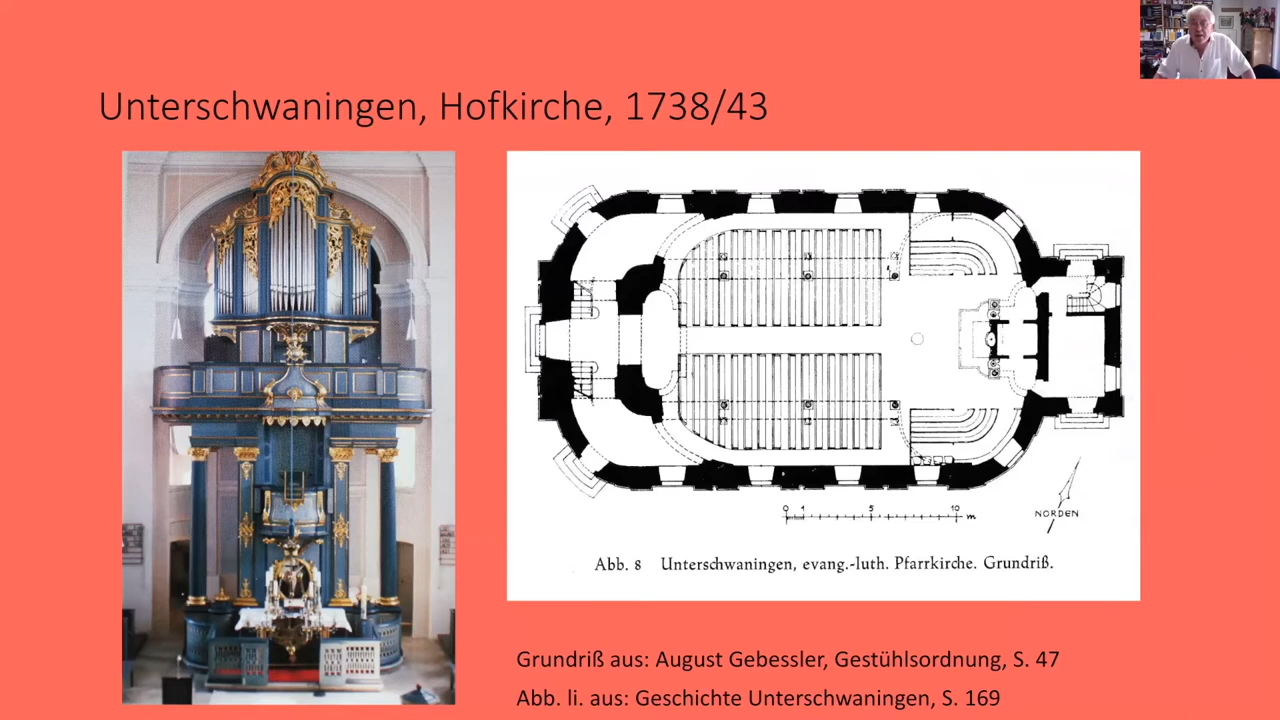 Unterschwaningen, Hofkirche, 1738/43
0 1 5 10 m
NORDEN
Abb. 8 Unterschwaningen, evang.-luth. Pfarrkirche. Grundriß.
Grundriß aus: August Gebessler, Gestühlsordnung, S. 47
Abb. li. aus: Geschichte Unterschwaningen, S. 169